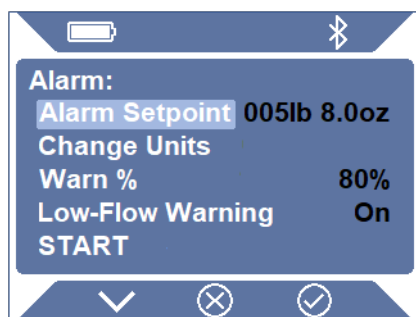 Alarm:
Alarm Setpoint 005lb 8.0oz
Change Units
Warn % 80%
Low-Flow Warning On
START